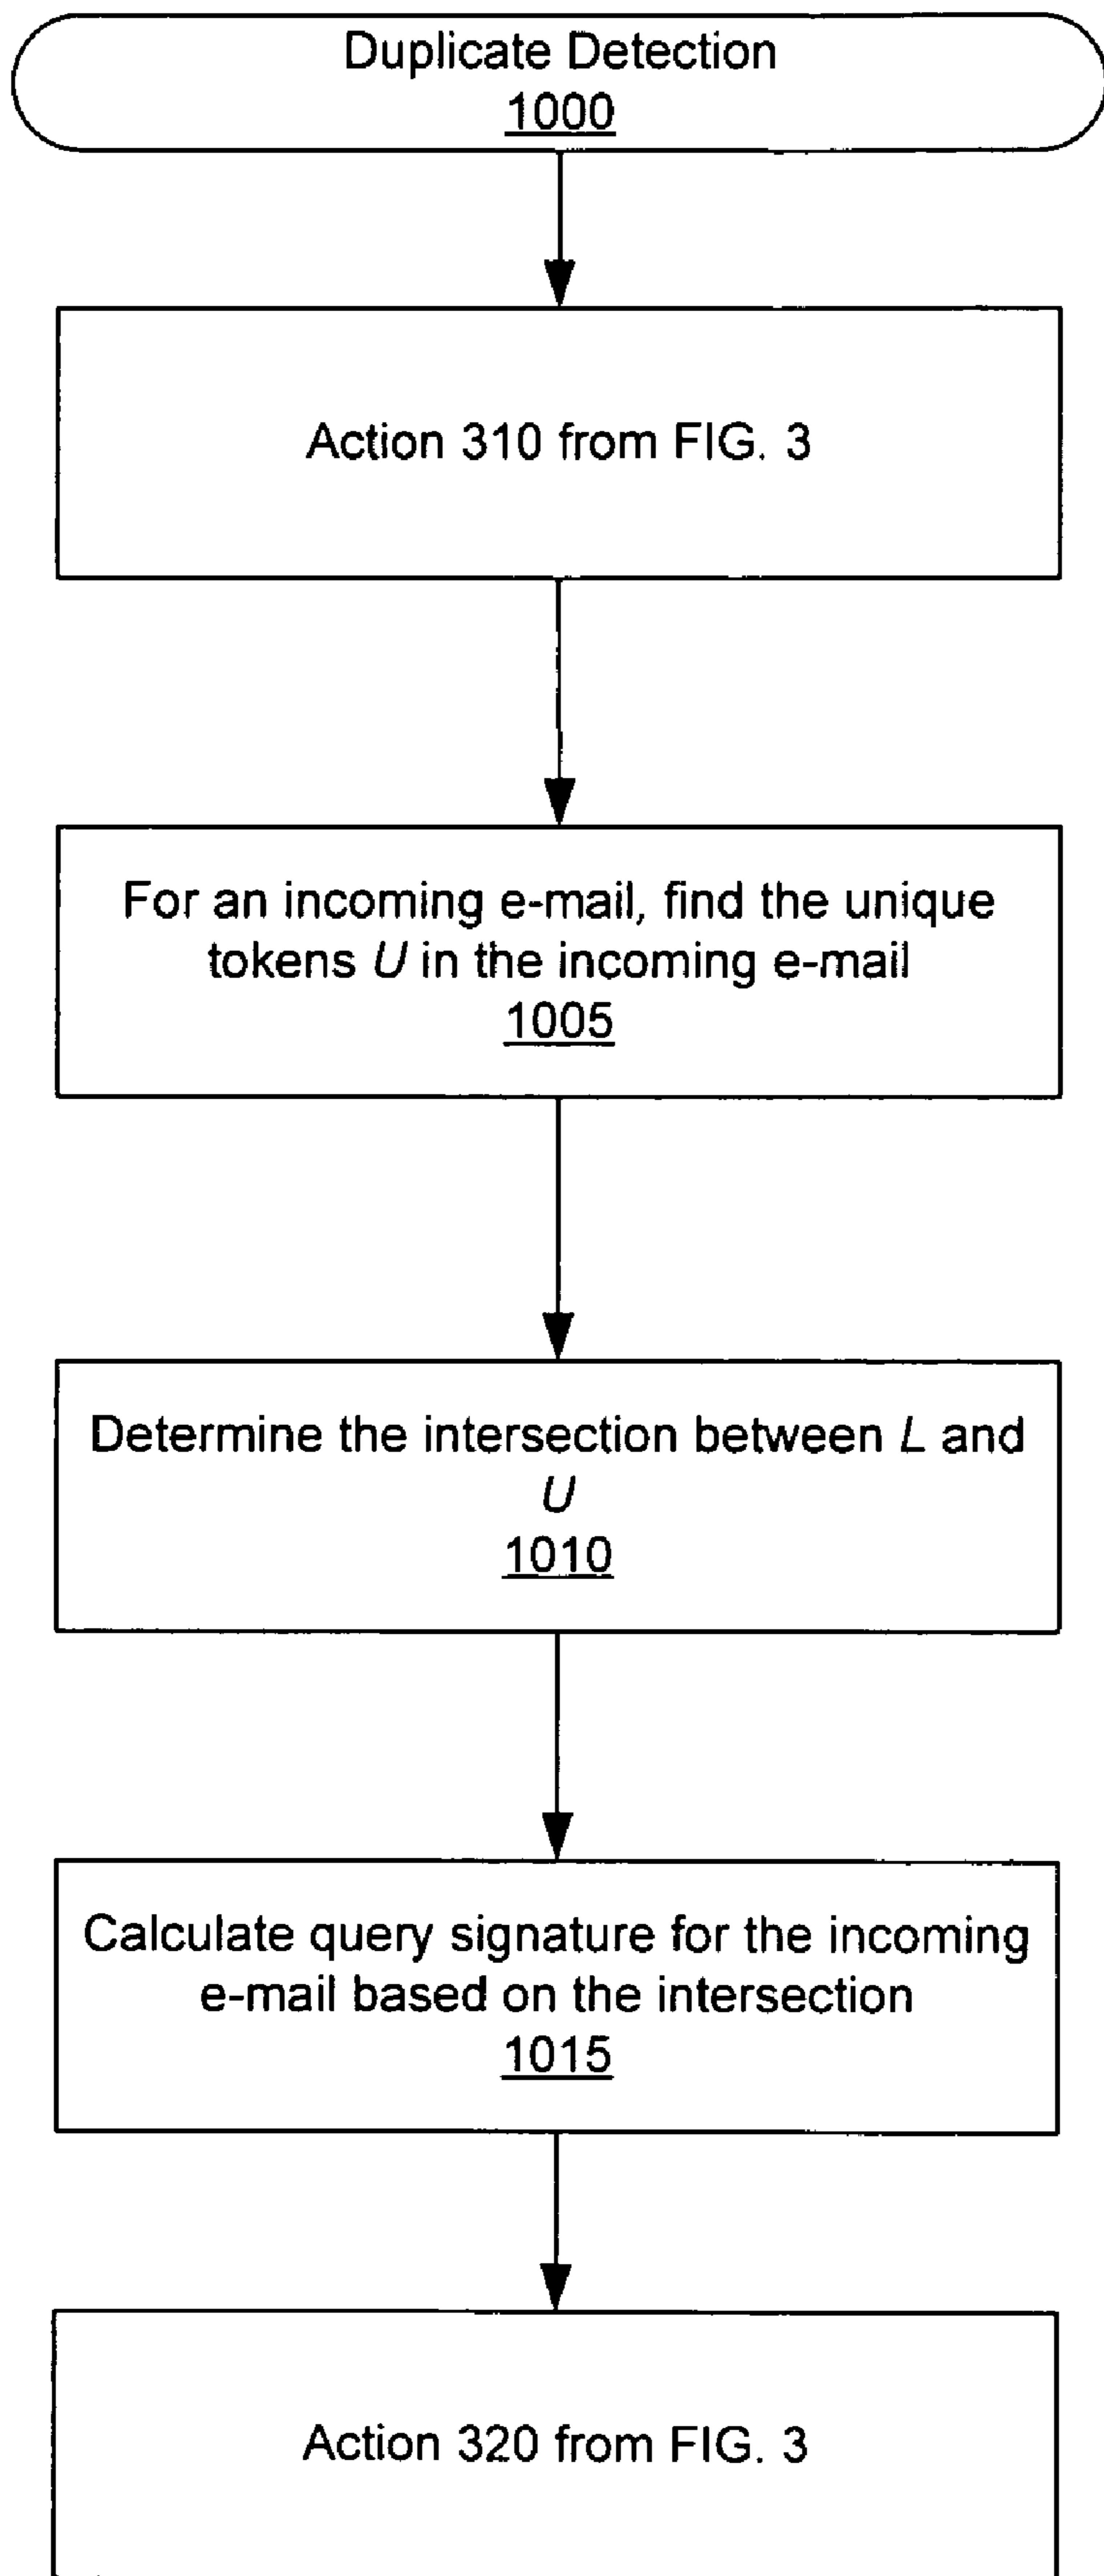 Duplicate Detection
1000
Action 310 from FIG. 3
For an incoming e-mail, find the unique
tokens U in the incoming e-mail
1005
Determine the intersection between L and
U
1010
Calculate query signature for the incoming
e-mail based on the intersection
1015
Action 320 from FIG. 3